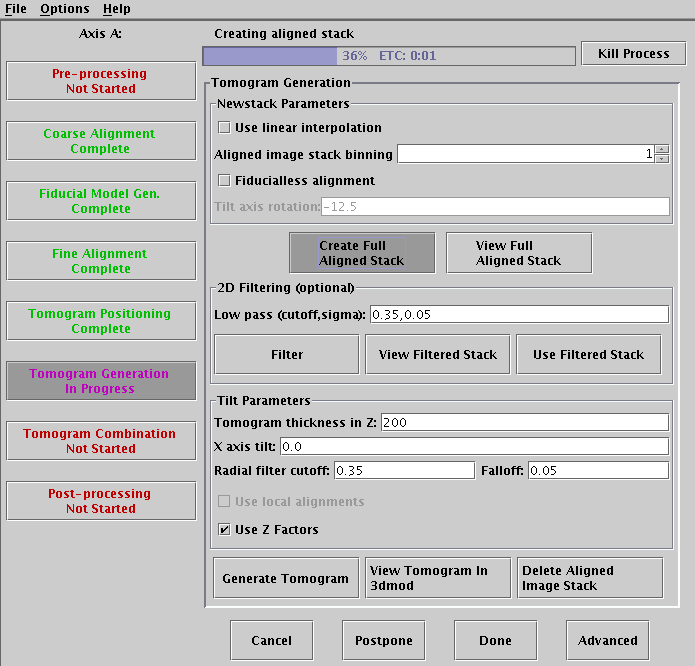 File Options Help
Axis A:
Creating aligned stack
36% ETC: 0:01
Kill Process
Pre-processing
Not Started
Coarse Alignment
Complete
Fiducial Model Gen.
Complete
Fine Alignment
Complete
Tomogram Positioning
Complete
Tomogram Generation
In Progress
Tomogram Combination
Not Started
Post-processing
Not Started
Tomogram Generation
Newstack Parameters
Use linear interpolation
Aligned image stack binning 1
Fiducialless alignment
Tilt axis rotation: -12.5
Create Full
Aligned Stack
View Full
Aligned Stack
2D Filtering (optional)
Low pass (cutoff,sigma): 0.35,0.05
Filter
View Filtered Stack
Use Filtered Stack
Tilt Parameters
Tomogram thickness in Z: 200
X axis tilt: 0.0
Radial filter cutoff: 0.35 Falloff: 0.05
Use local alignments
Use Z Factors
Generate Tomogram
View Tomogram In
3dmod
Delete Aligned
Image Stack
Cancel
Postpone
Done
Advanced